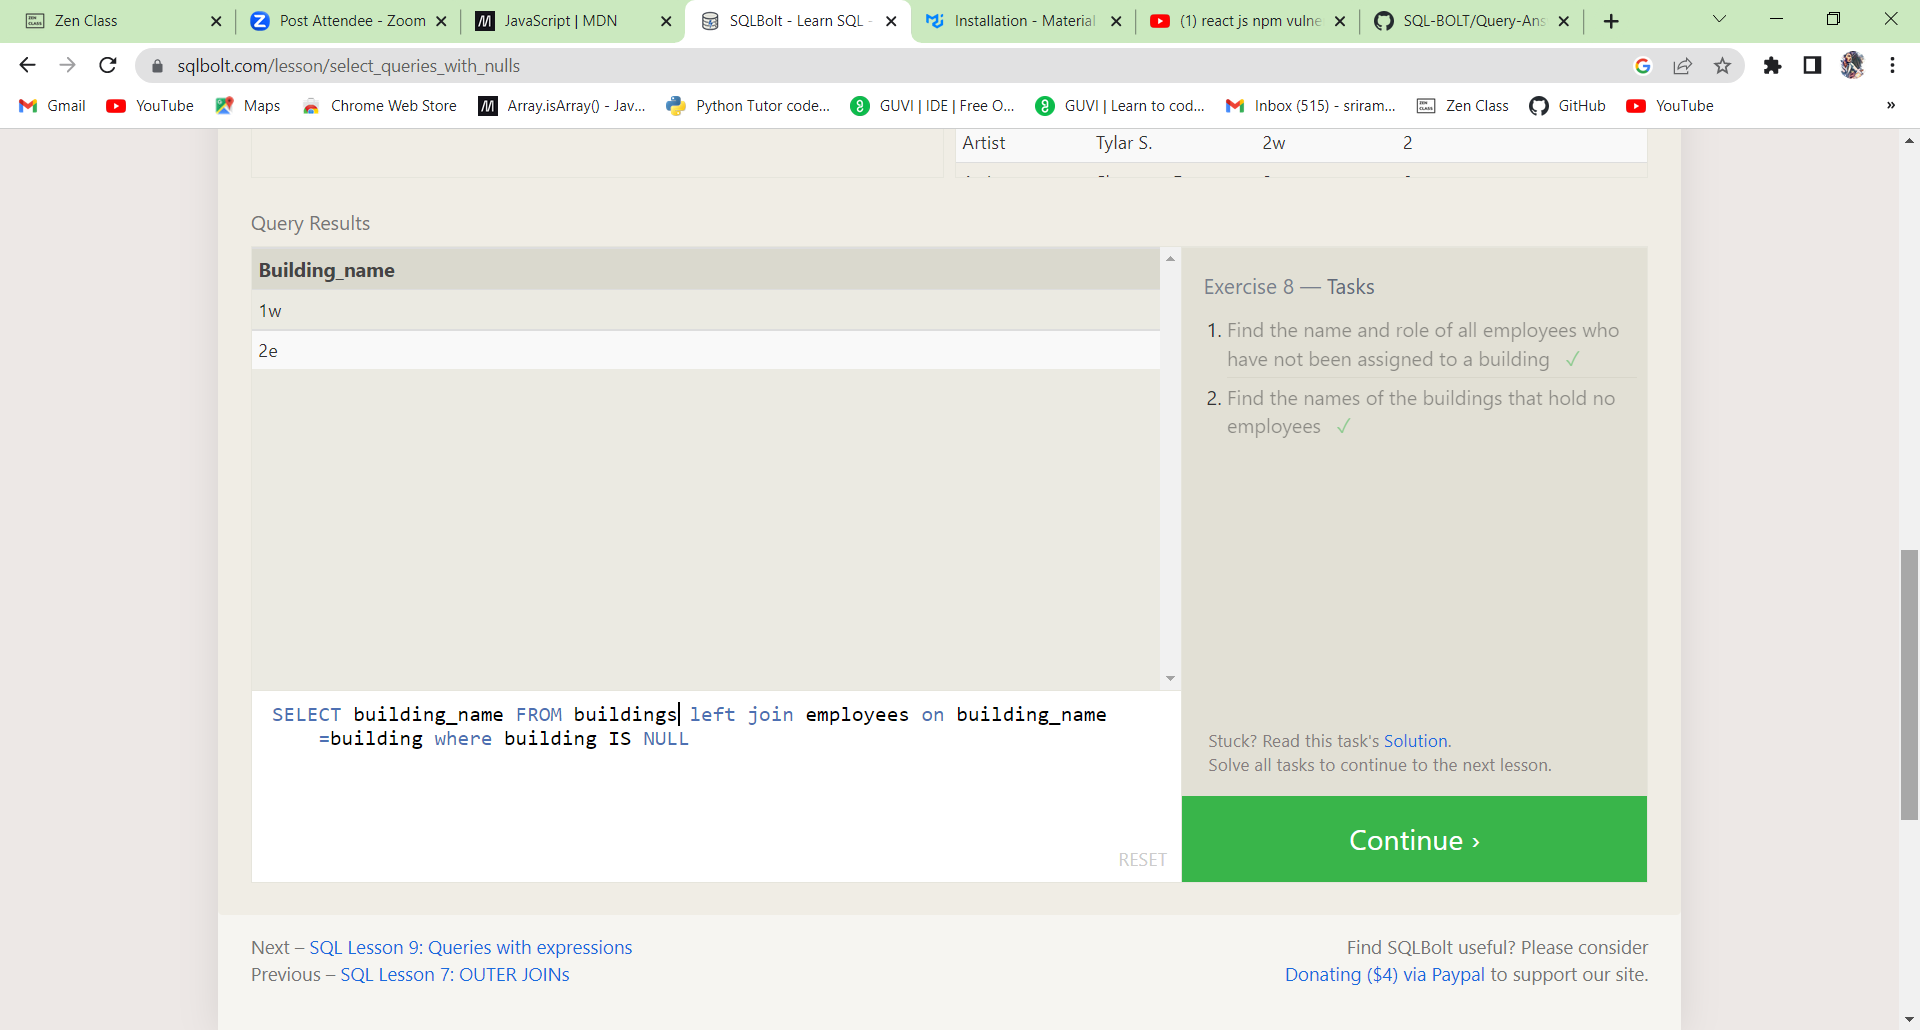 Zen Class
Post Attendee - Zoom
JavaScript | MDN
SQLBolt - Learn SQL -
Installation - Material
(1) react js npm vulne
SQL-BOLT/Query-Ans
sqlbolt.com/lesson/select_queries_with_nulls
Gmail
YouTube
Maps
Chrome Web Store
Array.isArray() - Jav...
Python Tutor code...
GUVI | IDE | Free O...
GUVI | Learn to cod...
Inbox (515) - sriram...
Zen Class
GitHub
YouTube
»
Artist Tylar S. 2w 2
Query Results
Building_name
1w
2e
Exercise 8 — Tasks
1. Find the name and role of all employees who
have not been assigned to a building ✓
2. Find the names of the buildings that hold no
employees ✓
SELECT building_name FROM buildings left join employees on building_name
=building where building IS NULL
RESET
Stuck? Read this task's Solution.
Solve all tasks to continue to the next lesson.
Continue ›
Next – SQL Lesson 9: Queries with expressions
Previous – SQL Lesson 7: OUTER JOINs
Find SQLBolt useful? Please consider
Donating ($4) via Paypal to support our site.